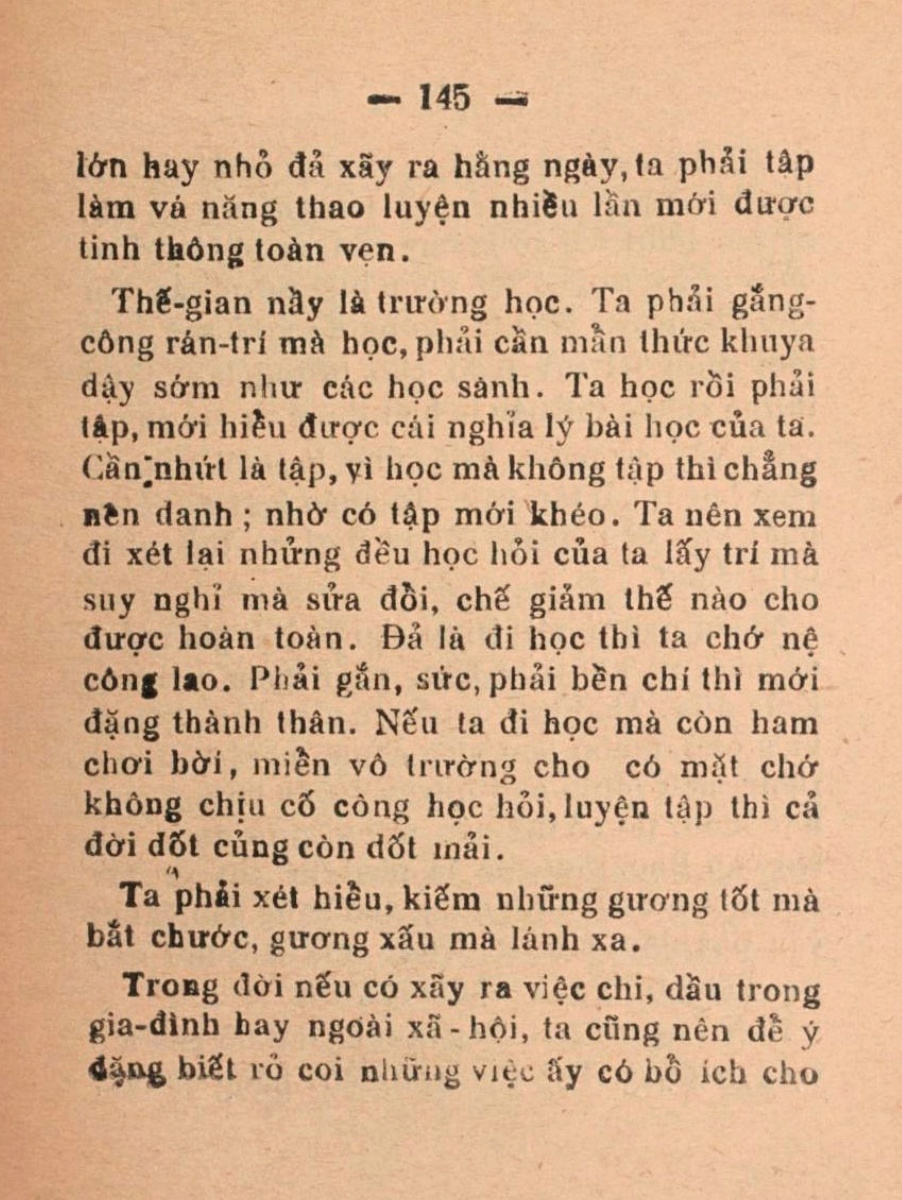 — 145 —
lớn hay nhỏ đả xãy ra hằng ngày, ta phải tập
làm vá năng thao luyện nhiều lần mới được
tinh thông toàn vẹn.
Thế-gian nầy là trường học. Ta phải gắng-
công rán-trí mà học, phải cần mẫn thức khuya
dậy sớm như các học sanh. Ta học rồi phải
tập, mới hiểu được cái nghỉa lý bài học của ta.
Cần nhứt là tập, vì học mà không tập thì chẳng
nên danh ; nhờ có tập mới khéo. Ta nên xem
đi xét lại nhửng đều học hỏi của ta lấy trí mà
suy nghỉ mà sửa đổi, chế giảm thế nào cho
được hoàn toàn. Đả là đi học thì ta chớ nệ
công lao. Phải gắn, sức, phải bền chí thì mới
đặng thành thân. Nếu ta đi học mà còn ham
chơi bời, miễn vô trường cho có mặt chớ
không chịu cố công học hỏi, luyện tập thì cả
đời dốt củng còn dốt mải.
Ta phải xét hiểu, kiếm những gương tốt mà
bắt chước, gương xấu mà lánh xa.
Trong đời nếu có xãy ra việc chi, dầu trong
gia-đình hay ngoài xã-hội, ta cũng nên để ý
đặng biết rỏ coi những việc ấy có bổ ích cho